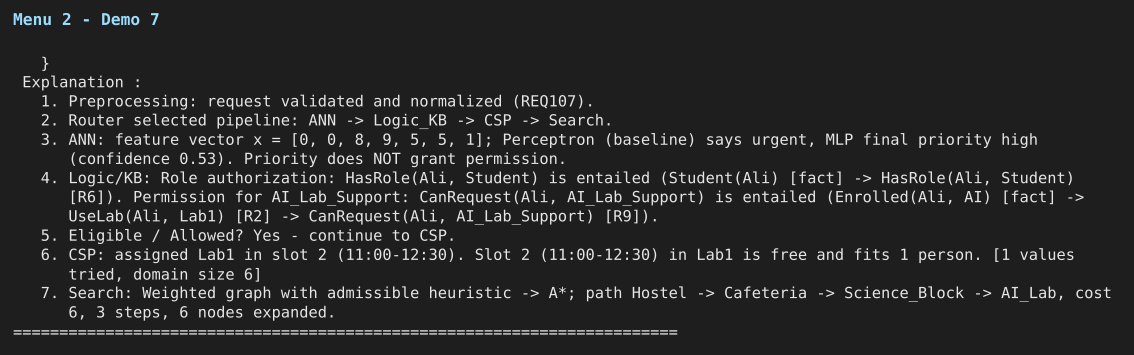 Menu 2 - Demo 7
}
Explanation :
1. Preprocessing: request validated and normalized (REQ107).
2. Router selected pipeline: ANN -> Logic_KB -> CSP -> Search.
3. ANN: feature vector x = [0, 0, 8, 9, 5, 5, 1]; Perceptron (baseline) says urgent, MLP final priority high
(confidence 0.53). Priority does NOT grant permission.
4. Logic/KB: Role authorization: HasRole(Ali, Student) is entailed (Student(Ali) [fact] -> HasRole(Ali, Student)
[R6]). Permission for AI_Lab_Support: CanRequest(Ali, AI_Lab_Support) is entailed (Enrolled(Ali, AI) [fact] ->
UseLab(Ali, Lab1) [R2] -> CanRequest(Ali, AI_Lab_Support) [R9]).
5. Eligible / Allowed? Yes - continue to CSP.
6. CSP: assigned Lab1 in slot 2 (11:00-12:30). Slot 2 (11:00-12:30) in Lab1 is free and fits 1 person. [1 values
tried, domain size 6]
7. Search: Weighted graph with admissible heuristic -> A*; path Hostel -> Cafeteria -> Science_Block -> AI_Lab, cost
6, 3 steps, 6 nodes expanded.
========================================================================